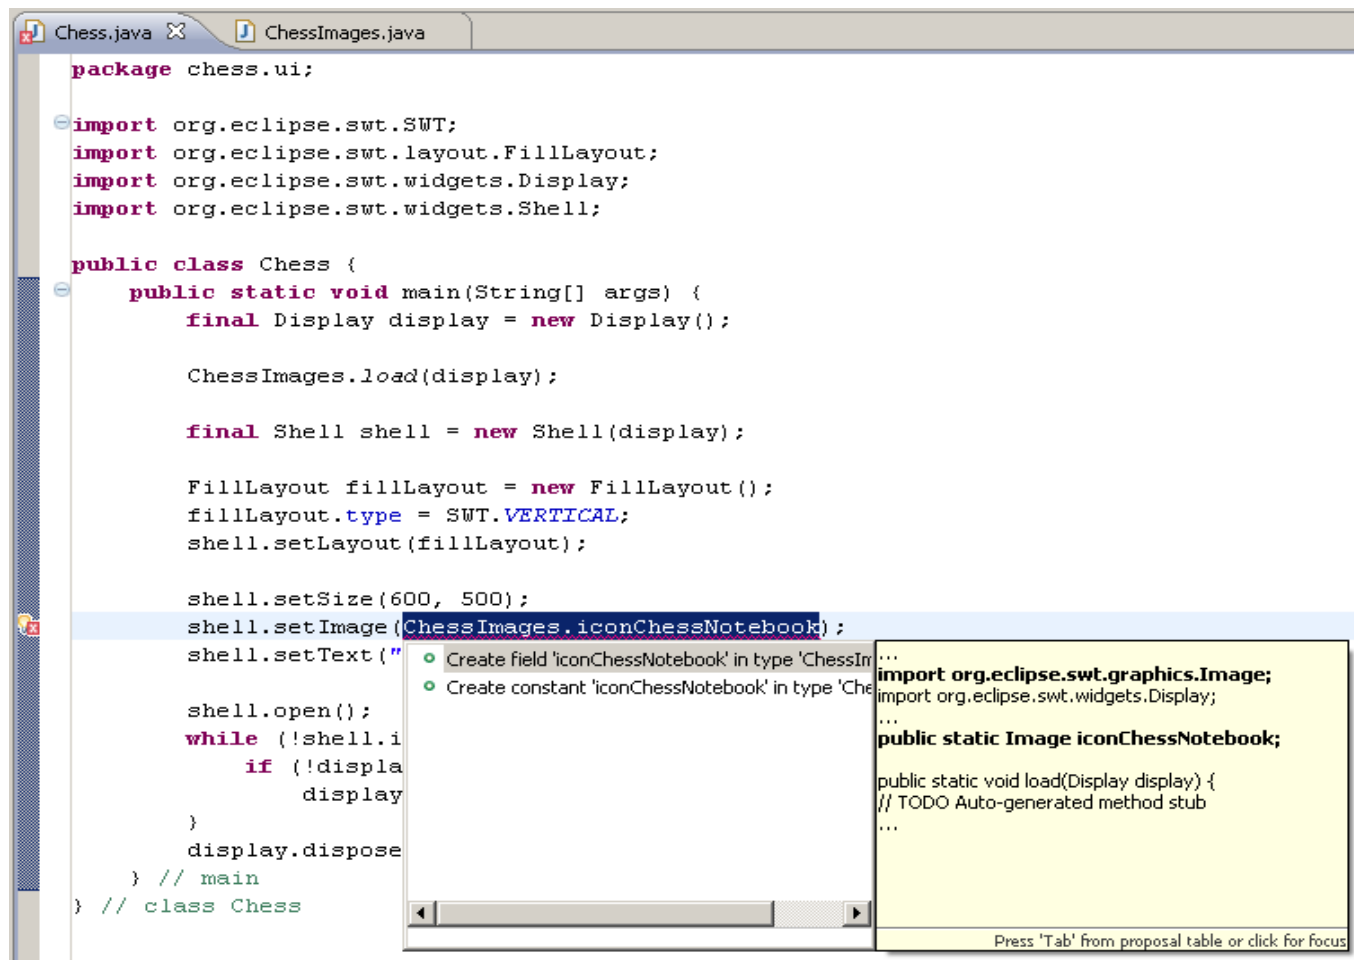 Chess.java ChessImages.java
package chess.ui;
import org.eclipse.swt.SWT;
import org.eclipse.swt.layout.FillLayout;
import org.eclipse.swt.widgets.Display;
import org.eclipse.swt.widgets.Shell;
public class Chess {
public static void main(String[] args) {
final Display display = new Display();
ChessImages.load(display);
final Shell shell = new Shell(display);
FillLayout fillLayout = new FillLayout();
fillLayout.type = SWT.VERTICAL;
shell.setLayout(fillLayout);
shell.setSize(600, 500);
shell.setImage(ChessImages.iconChessNotebook);
shell.setText("
shell.open();
while (!shell.i
if (!displa
display
}
display.dispose
} // main
} // class Chess
Create field 'iconChessNotebook' in type 'ChessIm
Create constant 'iconChessNotebook' in type 'Che
...
import org.eclipse.swt.graphics.Image;
import org.eclipse.swt.widgets.Display;
...
public static Image iconChessNotebook;
public static void load(Display display) {
// TODO Auto-generated method stub
...
Press 'Tab' from proposal table or click for focus